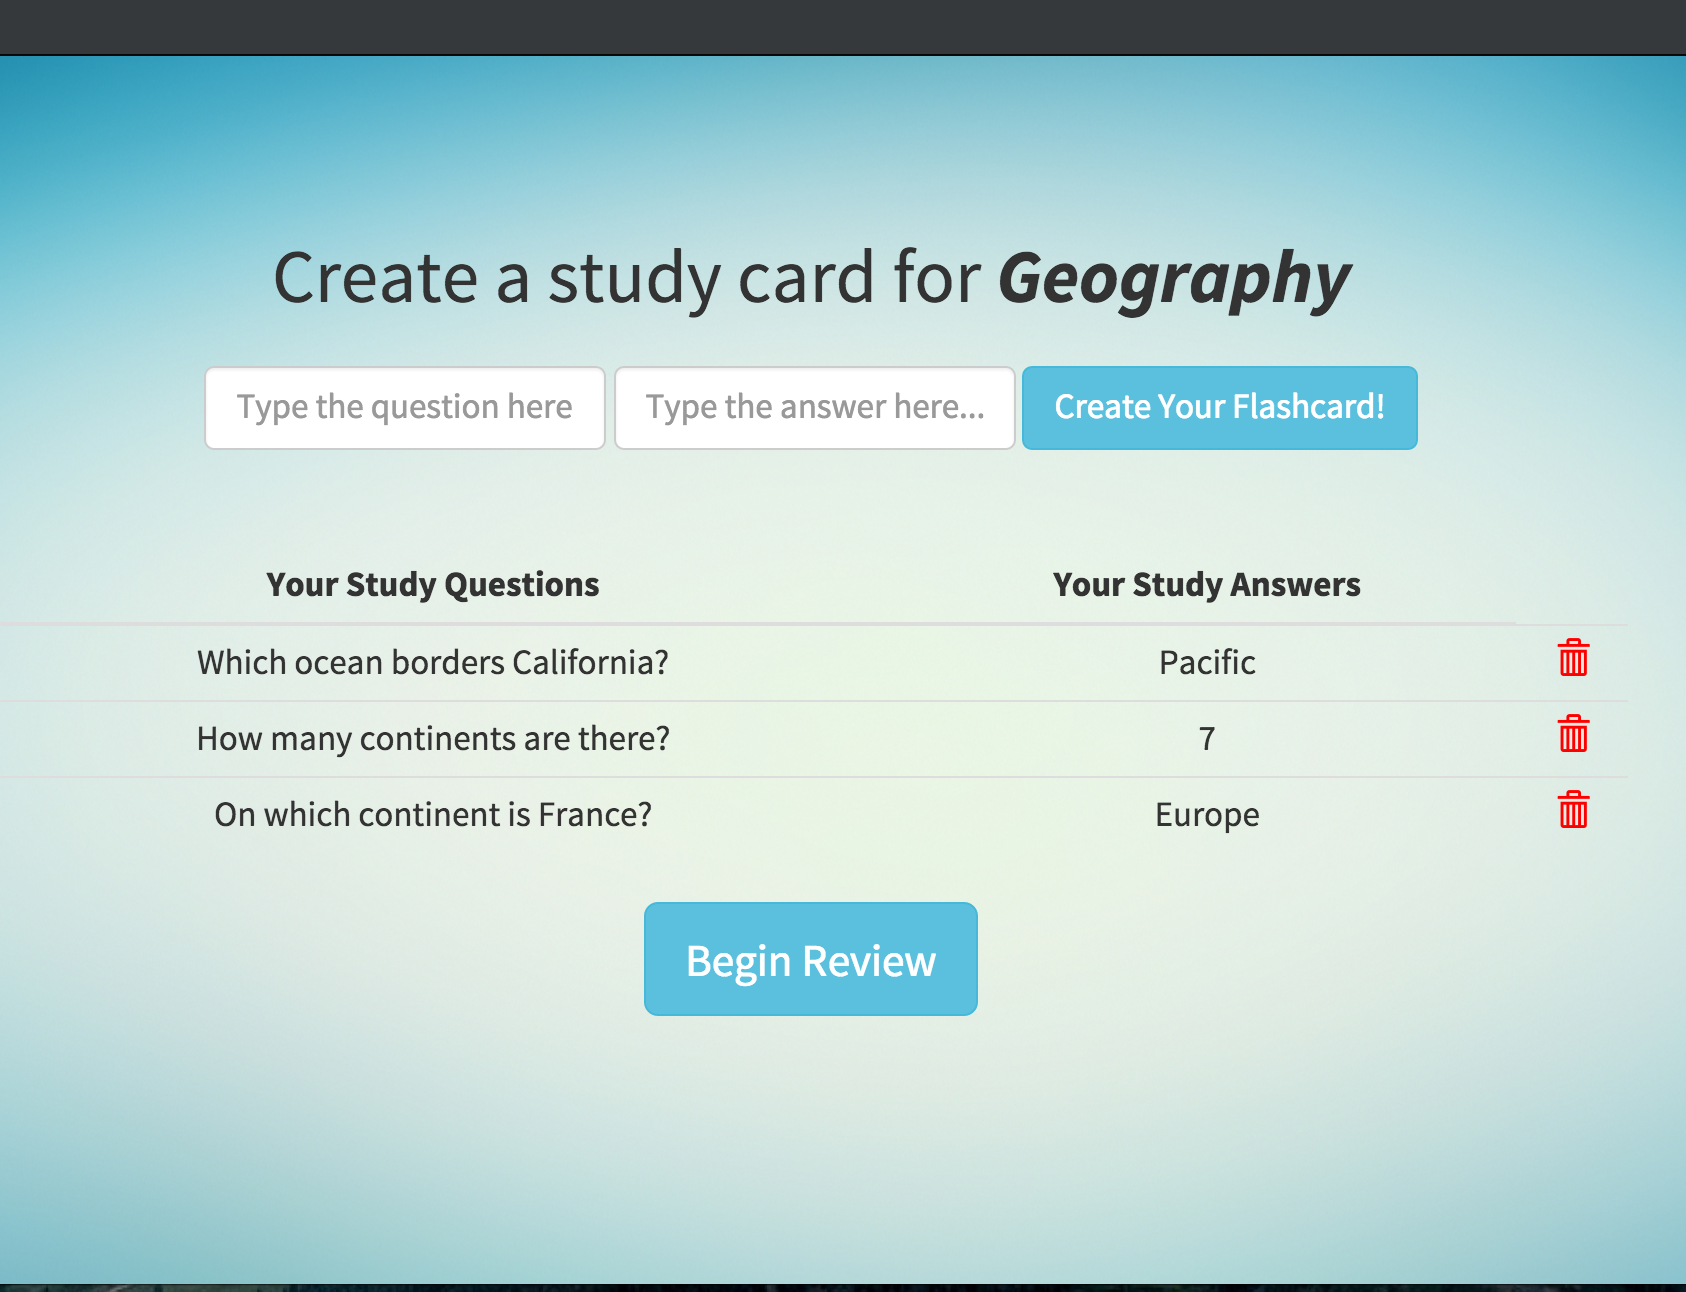 Create a study card for Geography
Type the question here
Type the answer here...
Create Your Flashcard!
Your Study Questions Your Study Answers
Which ocean borders California? Pacific
How many continents are there? 7
On which continent is France? Europe
Begin Review